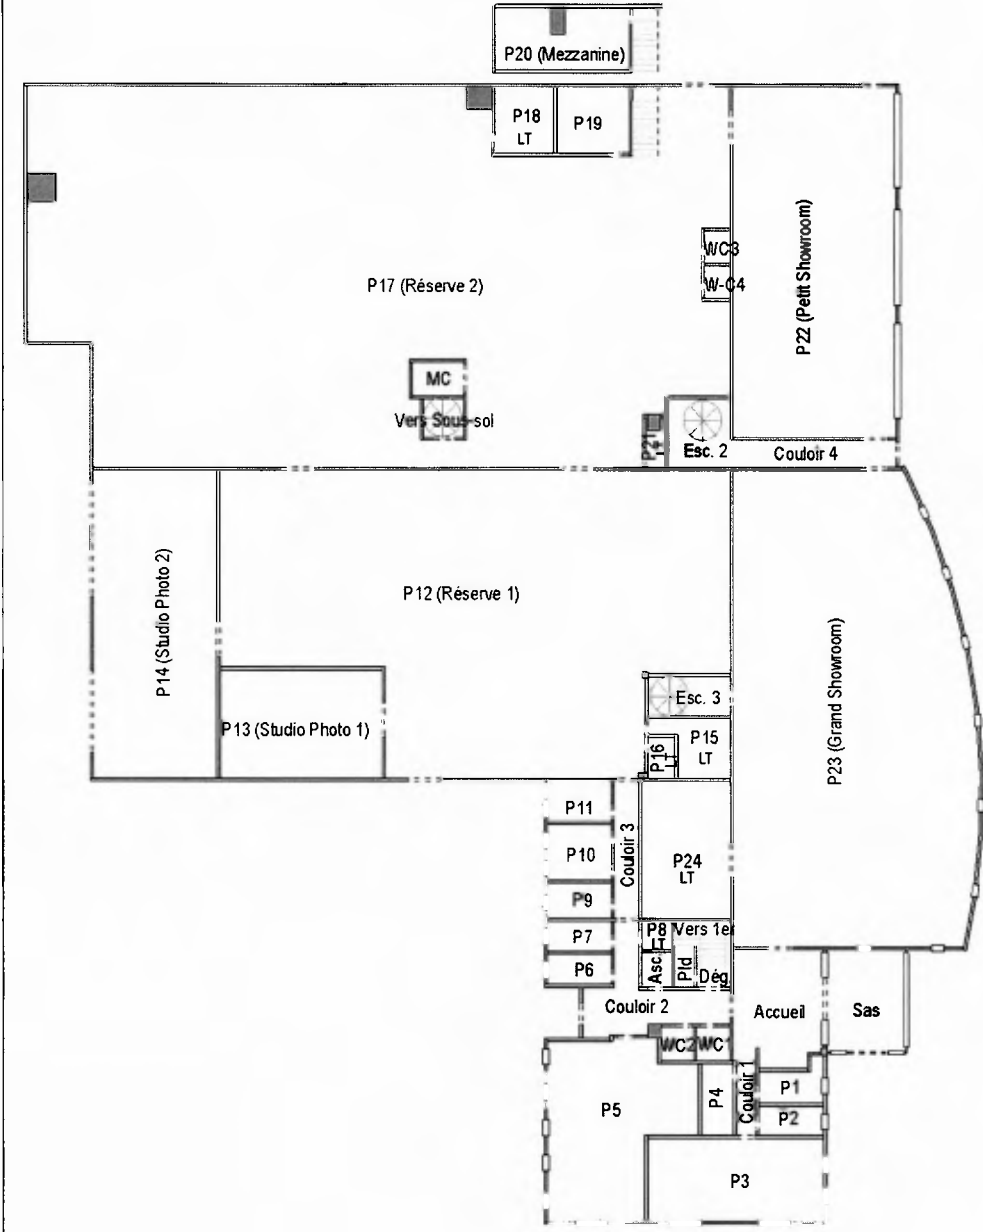 P20 (Mezzanine)
P18
LT
P19
WC3
W-C4
P22 (Petit Showroom)
P17 (Réserve 2)
MC
Vers Sous-sol
P21
LT
Esc. 2
Couloir 4
P14 (Studio Photo 2)
P12 (Réserve 1)
P23 (Grand Showroom)
Esc. 3
P13 (Studio Photo 1)
P15
LT
P16
LT
P11
Couloir 3
P10
P24
LT
P9
P7
P8
LT
Vers 1er
P6
Asc.
Pld
Dég.
Couloir 2
Accueil
Sas
WC2
WC1
Couloir 1
P1
P4
P5
P2
P3